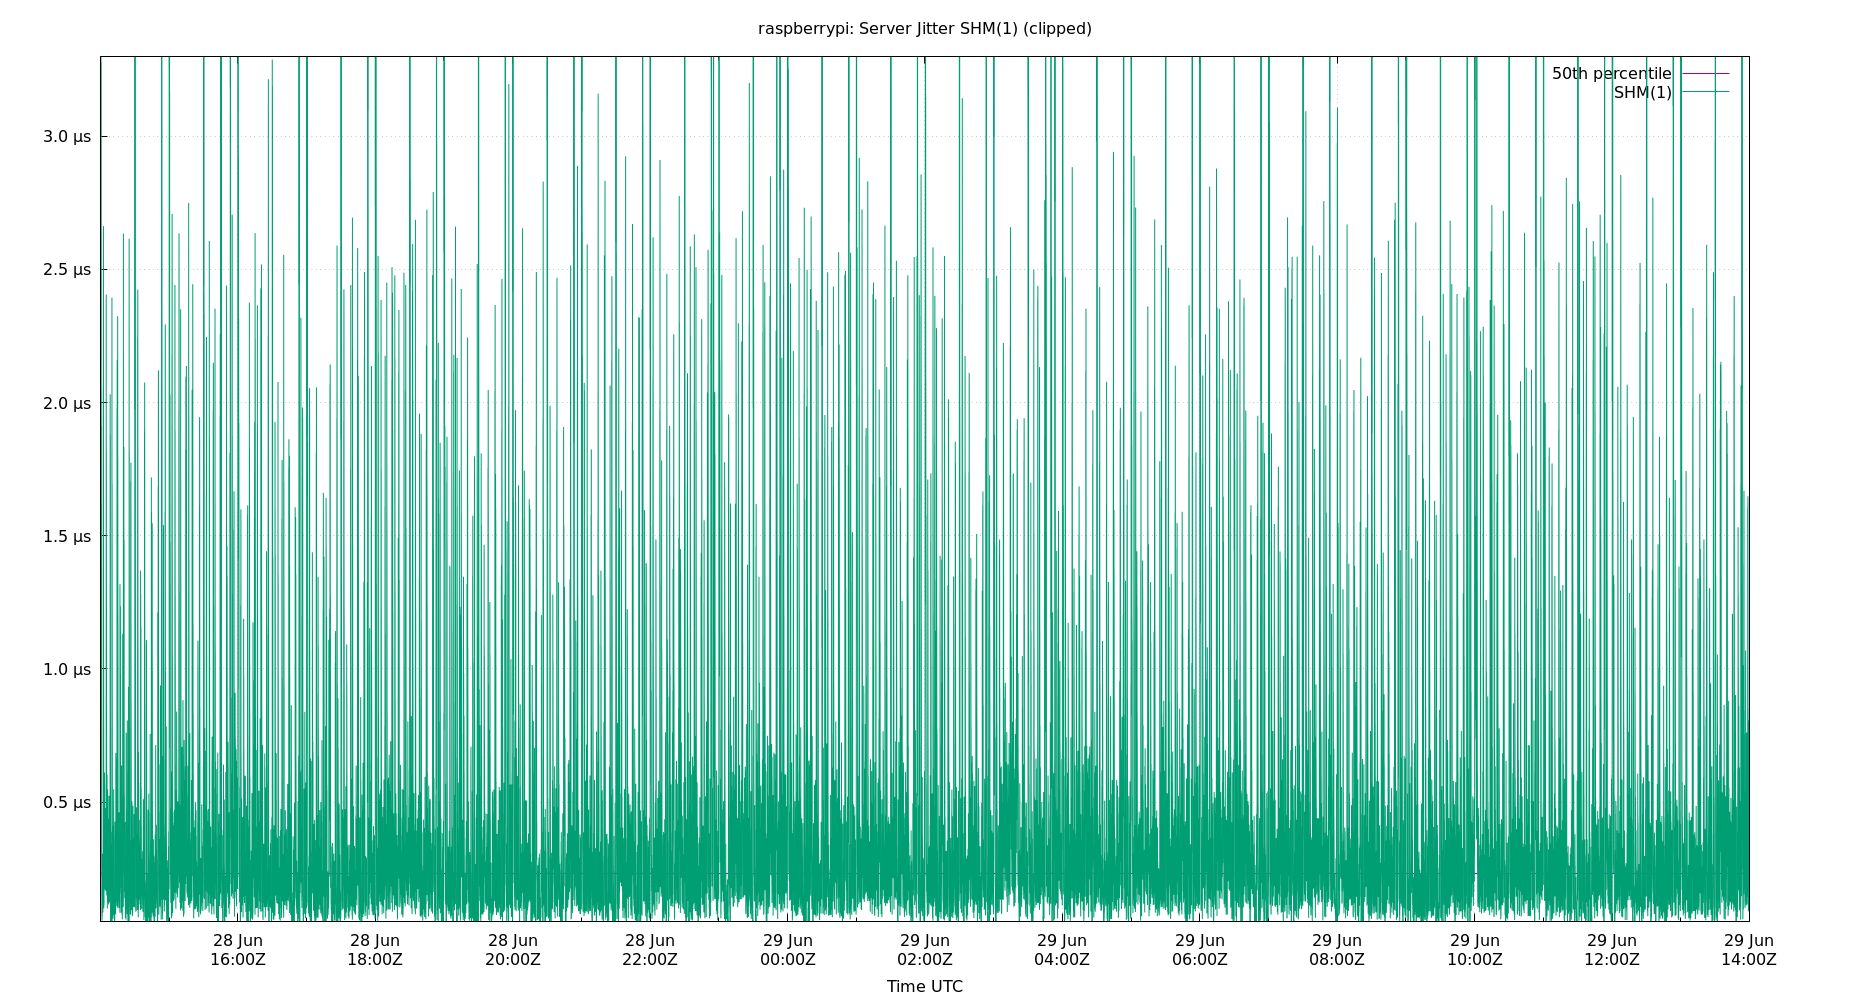 raspberrypi: Server Jitter SHM(1) (clipped)
50th percentile
SHM(1)
3.0 µs
2.5 µs
2.0 µs
1.5 µs
1.0 µs
0.5 µs
28 Jun 28 Jun 28 Jun 28 Jun 29 Jun 29 Jun 29 Jun 29 Jun 29 Jun 29 Jun 29 Jun 29 Jun
16:00Z 18:00Z 20:00Z 22:00Z 00:00Z 02:00Z 04:00Z 06:00Z 08:00Z 10:00Z 12:00Z 14:00Z
Time UTC